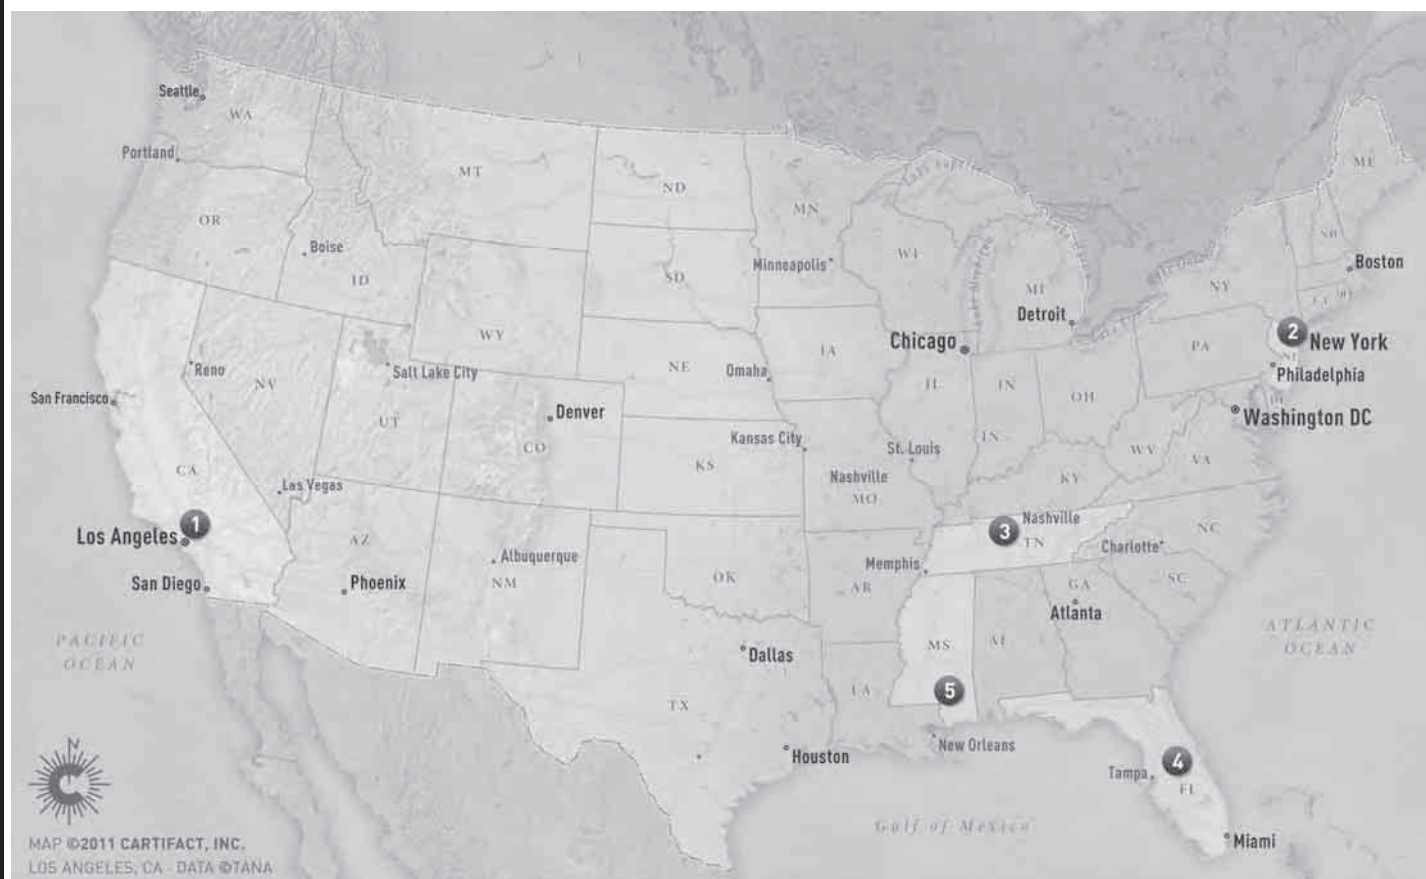 Seattle
WA
Portland
MT
ND
ME
MN
OR
NH
Boise
ID
SD
Minneapolis
WI
MI
NY
Boston
Detroit
WY
Chicago
2
New York
PA
IA
NE
Omaha
Reno
NV
Salt Lake City
Philadelphia
San Francisco
IL
IN
OH
Denver
Washington DC
UT
CO
Kansas City
IN
St. Louis
WV
VA
CA
KS
Nashville
MO
KY
Las Vegas
1
Los Angeles
AZ
3
Nashville
TN
NC
Charlotte
Albuquerque
NM
OK
Memphis
AR
SC
San Diego
Phoenix
GA
Atlanta
PACIFIC
OCEAN
ATLANTIC
OCEAN
MS
Dallas
LA
5
TX
New Orleans
Houston
4
Tampa
FL
N
C
Gulf of Mexico
Miami
MAP ©2011 CARTIFACT, INC.
LOS ANGELES, CA - DATA ©TANA